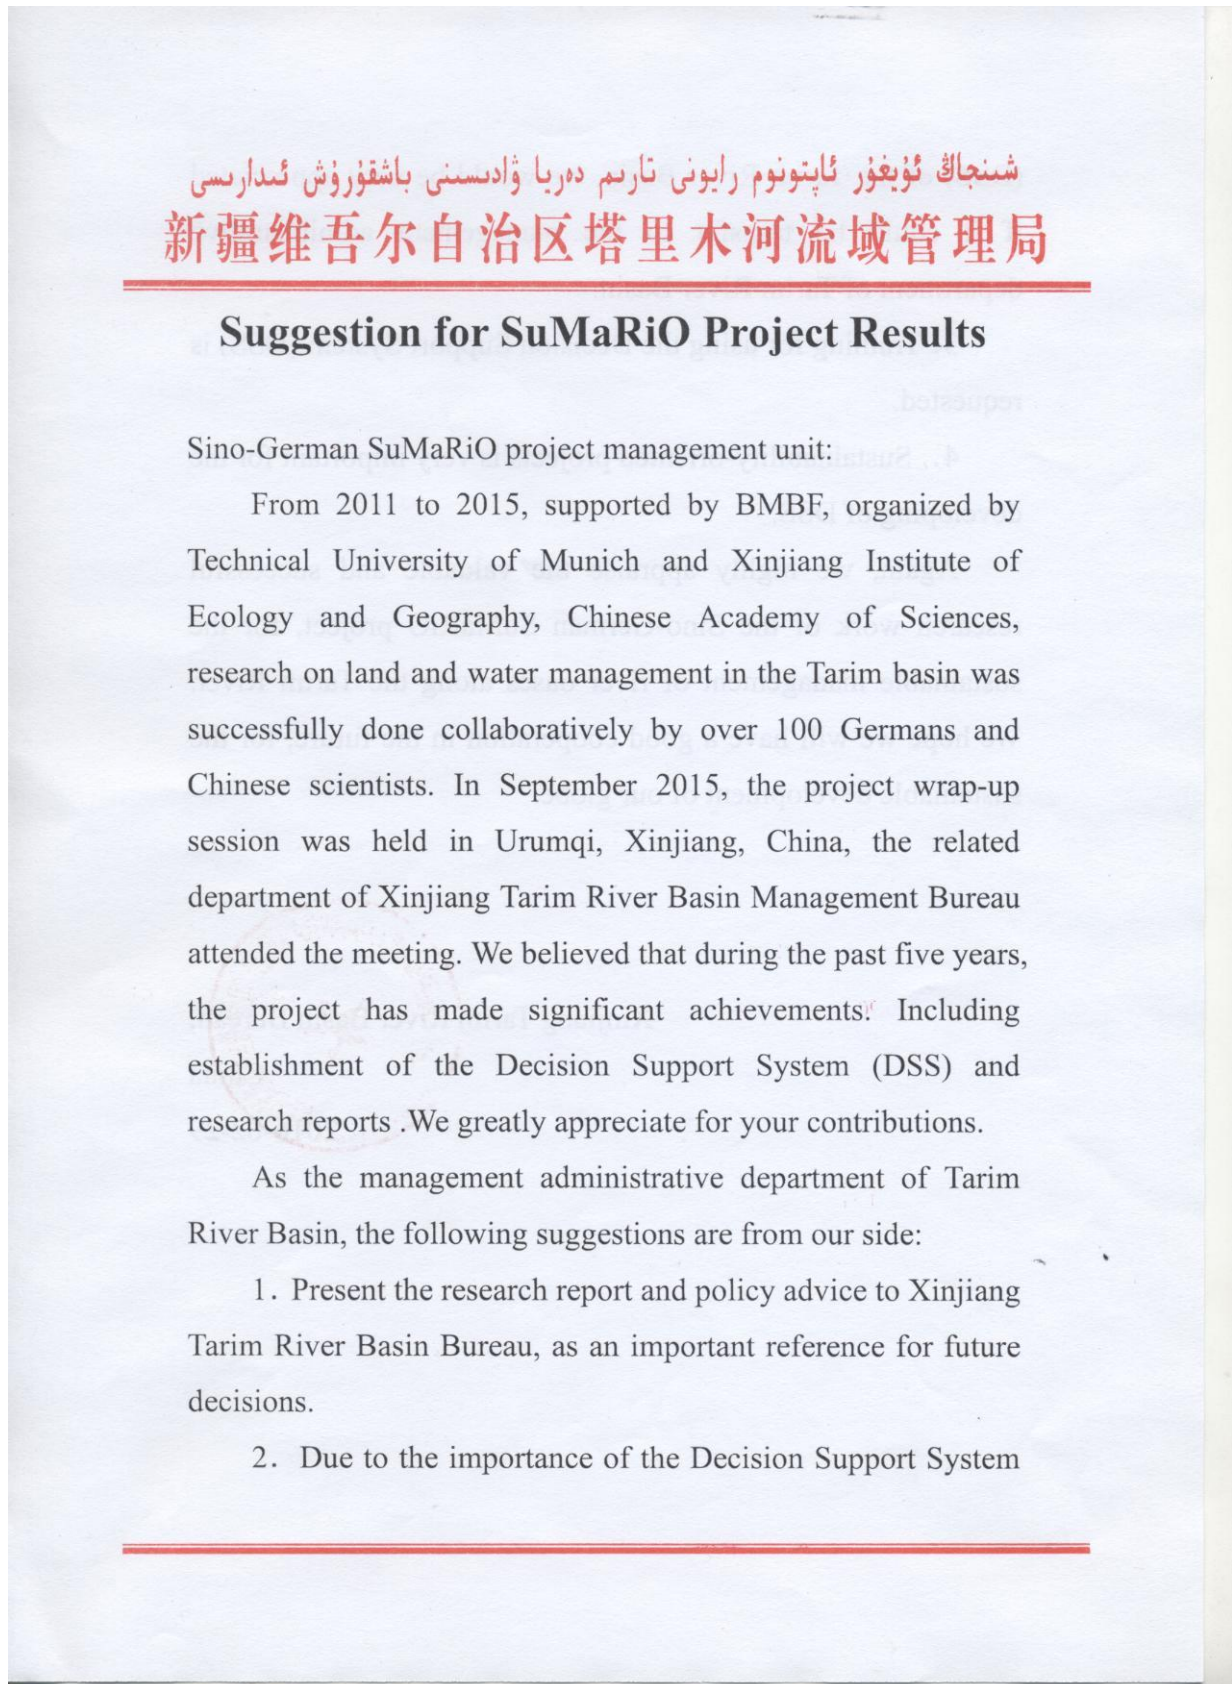 شىنجاڭ ئۇيغۇر ئاپتونوم رايونى تارىم دەريا ۋادىسىنى باشقۇرۇش ئىدارىسى
新疆维吾尔自治区塔里木河流域管理局
Suggestion for SuMaRiO Project Results
Sino-German SuMaRiO project management unit:
From 2011 to 2015, supported by BMBF, organized by
Technical University of Munich and Xinjiang Institute of
Ecology and Geography, Chinese Academy of Sciences,
research on land and water management in the Tarim basin was
successfully done collaboratively by over 100 Germans and
Chinese scientists. In September 2015, the project wrap-up
session was held in Urumqi, Xinjiang, China, the related
department of Xinjiang Tarim River Basin Management Bureau
attended the meeting. We believed that during the past five years,
the project has made significant achievements: Including
establishment of the Decision Support System (DSS) and
research reports .We greatly appreciate for your contributions.
As the management administrative department of Tarim
River Basin, the following suggestions are from our side:
1. Present the research report and policy advice to Xinjiang
Tarim River Basin Bureau, as an important reference for future
decisions.
2. Due to the importance of the Decision Support System